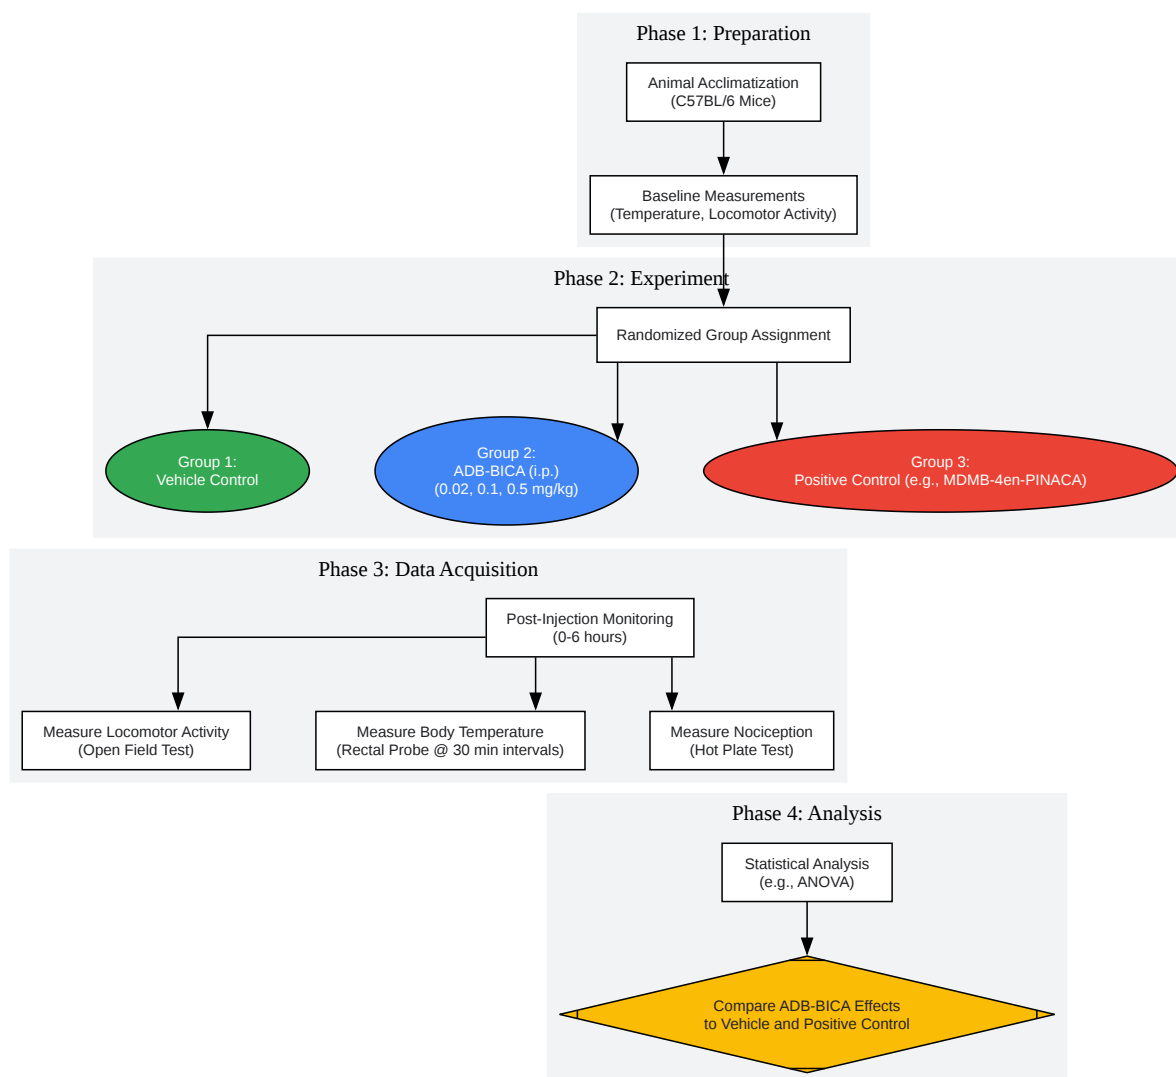 Phase 1: Preparation
Animal Acclimatization
(C57BL/6 Mice)
Baseline Measurements
(Temperature, Locomotor Activity)
Phase 2: Experiment
Randomized Group Assignment
Group 1:
Vehicle Control
Group 2:
ADB-BICA (i.p.)
(0.02, 0.1, 0.5 mg/kg)
Group 3:
Positive Control (e.g., MDMB-4en-PINACA)
Phase 3: Data Acquisition
Post-Injection Monitoring
(0-6 hours)
Measure Locomotor Activity
(Open Field Test)
Measure Body Temperature
(Rectal Probe @ 30 min intervals)
Measure Nociception
(Hot Plate Test)
Phase 4: Analysis
Statistical Analysis
(e.g., ANOVA)
Compare ADB-BICA Effects
to Vehicle and Positive Control